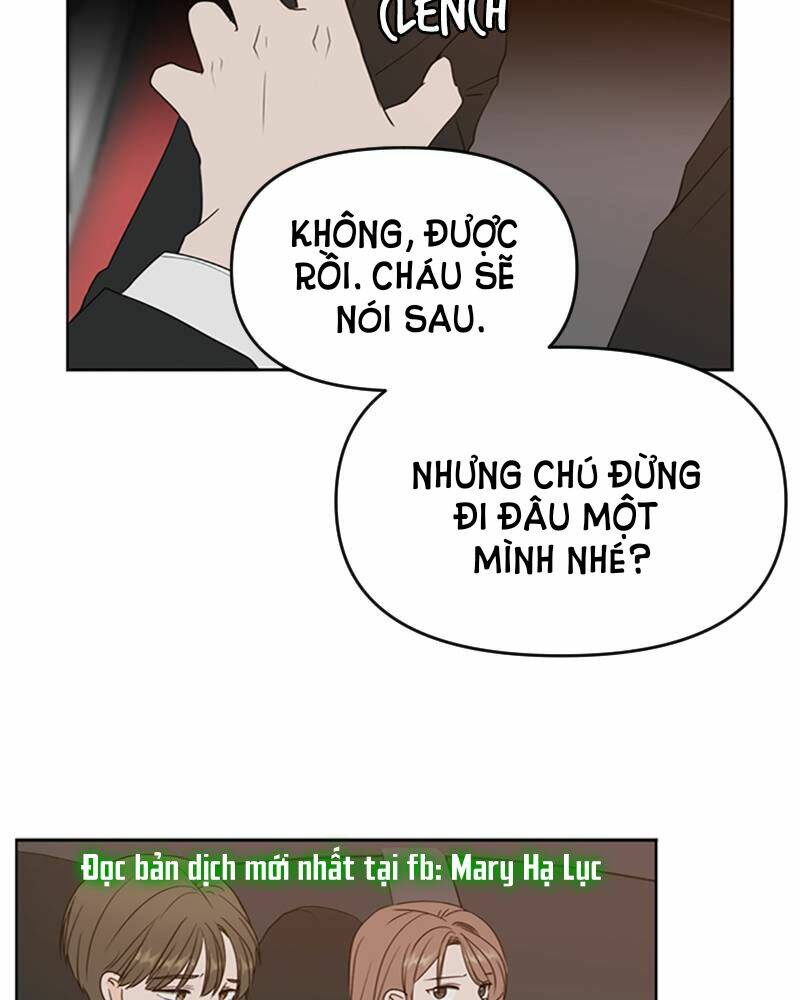 CLENCH
KHÔNG, ĐƯỢC
RỒI. CHÁU SẼ
NÓI SAU.
NHƯNG CHÚ ĐỪNG
ĐI ĐÂU MỘT
MÌNH NHÉ?
Đọc bản dịch mới nhất tại fb: Mary Hạ Lục